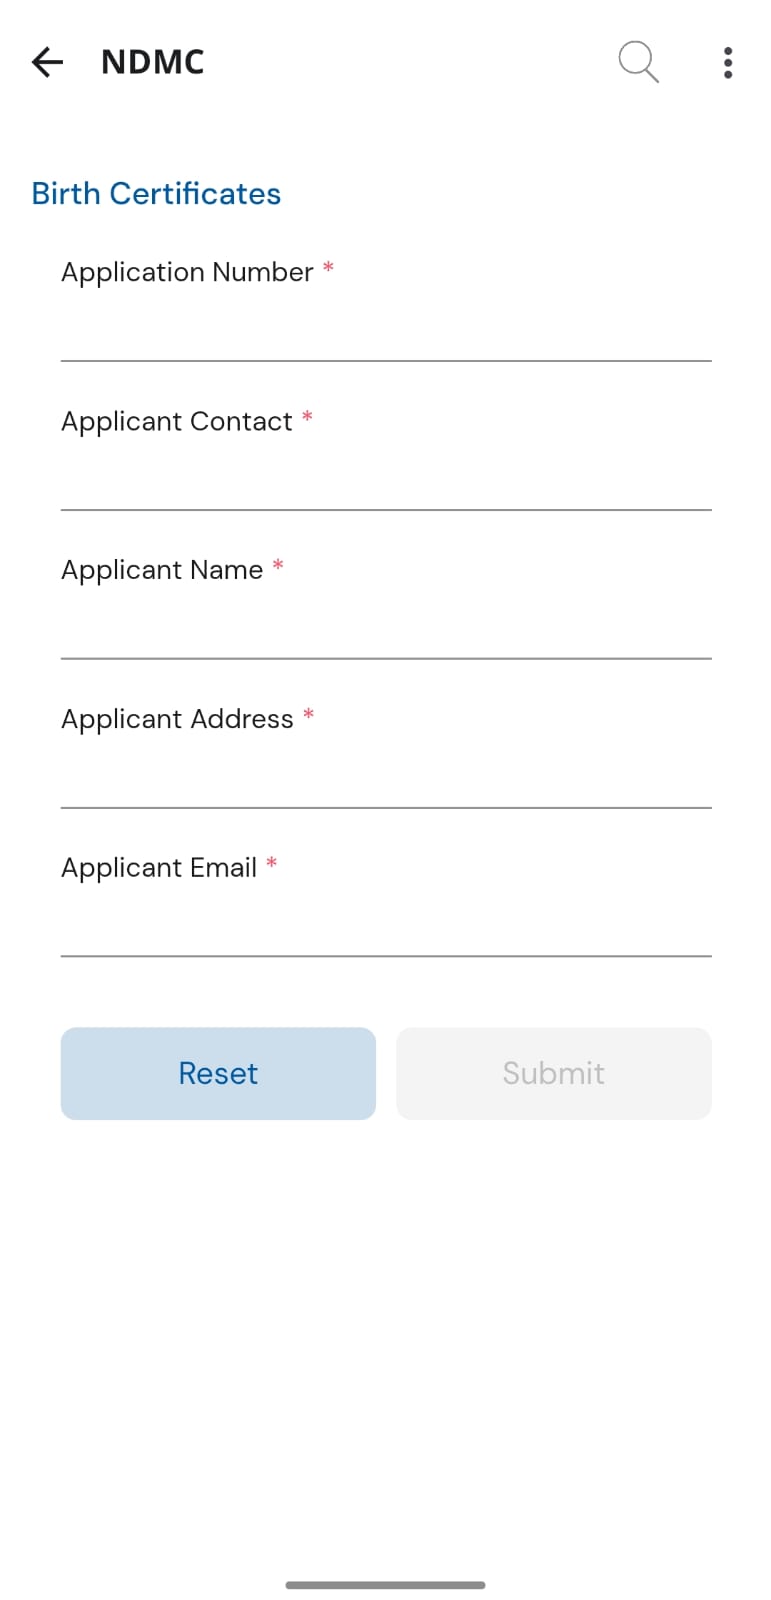 NDMC
Birth Certificates
Application Number *
Applicant Contact *
Applicant Name *
Applicant Address *
Applicant Email *
Reset
Submit